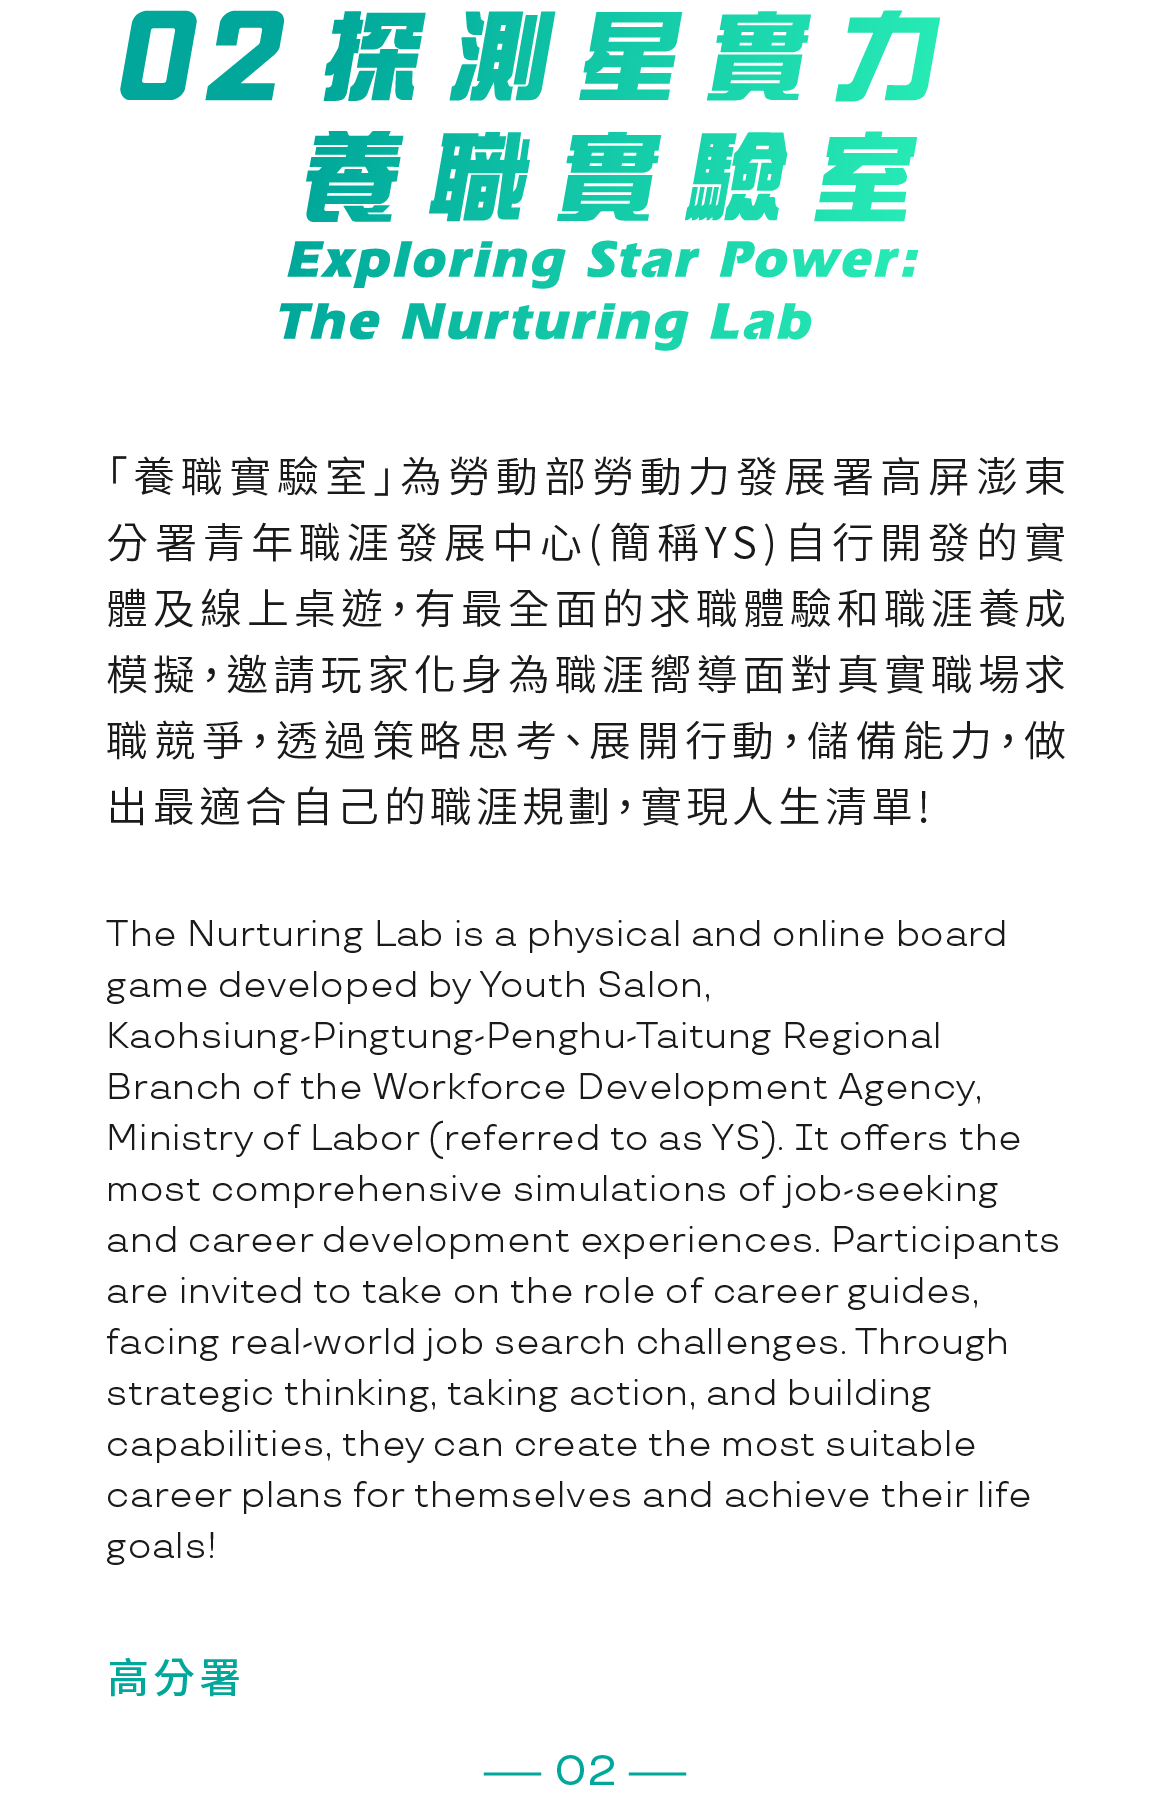 02 探測星實力
養職實驗室
Exploring Star Power:
The Nurturing Lab
「養職實驗室」為勞動部勞動力發展署高屏澎東
分署青年職涯發展中心(簡稱YS)自行開發的實
體及線上桌遊，有最全面的求職體驗和職涯養成
模擬，邀請玩家化身為職涯嚮導面對真實職場求
職競爭，透過策略思考、展開行動，儲備能力，做
出最適合自己的職涯規劃，實現人生清單！
The Nurturing Lab is a physical and online board
game developed by Youth Salon,
Kaohsiung-Pingtung-Penghu-Taitung Regional
Branch of the Workforce Development Agency,
Ministry of Labor (referred to as YS). It offers the
most comprehensive simulations of job-seeking
and career development experiences. Participants
are invited to take on the role of career guides,
facing real-world job search challenges. Through
strategic thinking, taking action, and building
capabilities, they can create the most suitable
career plans for themselves and achieve their life
goals!
高分署
— 02 —